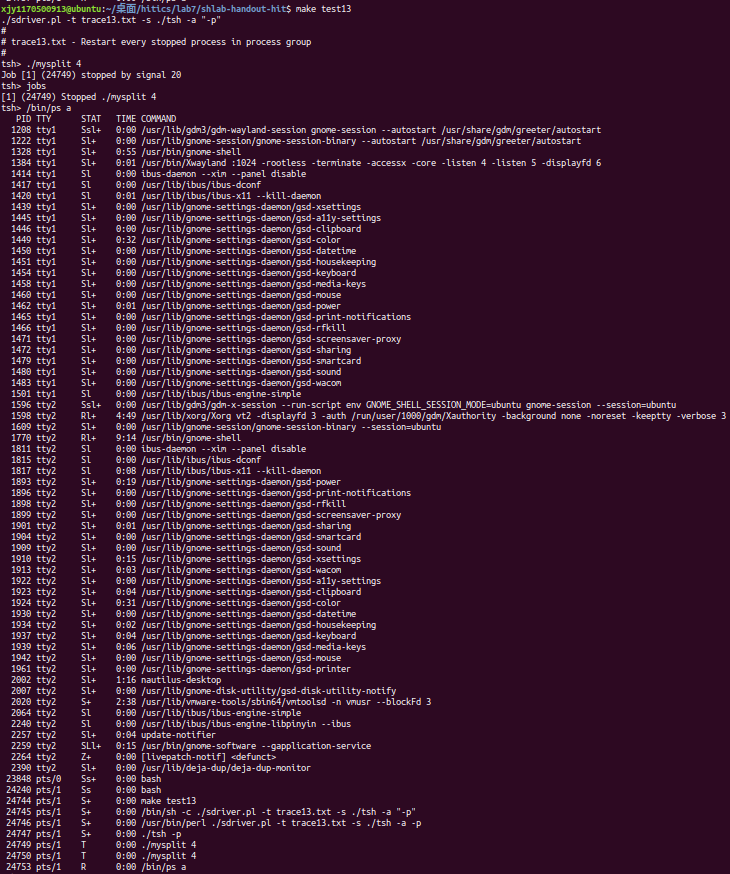 xjy1170500913@ubuntu:~/桌面/hitics/lab7/shlab-handout-hit$ make test13
./sdriver.pl -t trace13.txt -s ./tsh -a "-p"
#
# trace13.txt - Restart every stopped process in process group
#
tsh> ./mysplit 4
Job [1] (24749) stopped by signal 20
tsh> jobs
[1] (24749) Stopped ./mysplit 4
tsh> /bin/ps a
PID TTY STAT TIME COMMAND
1208 tty1 Ssl+ 0:00 /usr/lib/gdm3/gdm-wayland-session gnome-session --autostart /usr/share/gdm/greeter/autostart
1222 tty1 Sl+ 0:00 /usr/lib/gnome-session/gnome-session-binary --autostart /usr/share/gdm/greeter/autostart
1328 tty1 Sl+ 0:55 /usr/bin/gnome-shell
1384 tty1 Sl+ 0:01 /usr/bin/Xwayland :1024 -rootless -terminate -accessx -core -listen 4 -listen 5 -displayfd 6
1414 tty1 Sl 0:00 ibus-daemon --xim --panel disable
1417 tty1 Sl 0:00 /usr/lib/ibus/ibus-dconf
1420 tty1 Sl 0:01 /usr/lib/ibus/ibus-x11 --kill-daemon
1439 tty1 Sl+ 0:00 /usr/lib/gnome-settings-daemon/gsd-xsettings
1445 tty1 Sl+ 0:00 /usr/lib/gnome-settings-daemon/gsd-a11y-settings
1446 tty1 Sl+ 0:00 /usr/lib/gnome-settings-daemon/gsd-clipboard
1449 tty1 Sl+ 0:32 /usr/lib/gnome-settings-daemon/gsd-color
1450 tty1 Sl+ 0:00 /usr/lib/gnome-settings-daemon/gsd-datetime
1451 tty1 Sl+ 0:00 /usr/lib/gnome-settings-daemon/gsd-housekeeping
1454 tty1 Sl+ 0:00 /usr/lib/gnome-settings-daemon/gsd-keyboard
1458 tty1 Sl+ 0:00 /usr/lib/gnome-settings-daemon/gsd-media-keys
1460 tty1 Sl+ 0:00 /usr/lib/gnome-settings-daemon/gsd-mouse
1462 tty1 Sl+ 0:01 /usr/lib/gnome-settings-daemon/gsd-power
1465 tty1 Sl+ 0:00 /usr/lib/gnome-settings-daemon/gsd-print-notifications
1466 tty1 Sl+ 0:00 /usr/lib/gnome-settings-daemon/gsd-rfkill
1471 tty1 Sl+ 0:00 /usr/lib/gnome-settings-daemon/gsd-screensaver-proxy
1472 tty1 Sl+ 0:00 /usr/lib/gnome-settings-daemon/gsd-sharing
1479 tty1 Sl+ 0:00 /usr/lib/gnome-settings-daemon/gsd-smartcard
1480 tty1 Sl+ 0:00 /usr/lib/gnome-settings-daemon/gsd-sound
1483 tty1 Sl+ 0:00 /usr/lib/gnome-settings-daemon/gsd-wacom
1501 tty1 Sl 0:00 /usr/lib/ibus/ibus-engine-simple
1596 tty2 Ssl+ 0:00 /usr/lib/gdm3/gdm-x-session --run-script env GNOME_SHELL_SESSION_MODE=ubuntu gnome-session --session=ubuntu
1598 tty2 Rl+ 4:49 /usr/lib/xorg/Xorg vt2 -displayfd 3 -auth /run/user/1000/gdm/Xauthority -background none -noreset -keeptty -verbose 3
1609 tty2 Sl+ 0:00 /usr/lib/gnome-session/gnome-session-binary --session=ubuntu
1770 tty2 Rl+ 9:14 /usr/bin/gnome-shell
1811 tty2 Sl 0:00 ibus-daemon --xim --panel disable
1815 tty2 Sl 0:00 /usr/lib/ibus/ibus-dconf
1817 tty2 Sl 0:08 /usr/lib/ibus/ibus-x11 --kill-daemon
1893 tty2 Sl+ 0:19 /usr/lib/gnome-settings-daemon/gsd-power
1896 tty2 Sl+ 0:00 /usr/lib/gnome-settings-daemon/gsd-print-notifications
1898 tty2 Sl+ 0:00 /usr/lib/gnome-settings-daemon/gsd-rfkill
1899 tty2 Sl+ 0:00 /usr/lib/gnome-settings-daemon/gsd-screensaver-proxy
1901 tty2 Sl+ 0:01 /usr/lib/gnome-settings-daemon/gsd-sharing
1904 tty2 Sl+ 0:00 /usr/lib/gnome-settings-daemon/gsd-smartcard
1909 tty2 Sl+ 0:00 /usr/lib/gnome-settings-daemon/gsd-sound
1910 tty2 Sl+ 0:15 /usr/lib/gnome-settings-daemon/gsd-xsettings
1913 tty2 Sl+ 0:03 /usr/lib/gnome-settings-daemon/gsd-wacom
1922 tty2 Sl+ 0:00 /usr/lib/gnome-settings-daemon/gsd-a11y-settings
1923 tty2 Sl+ 0:04 /usr/lib/gnome-settings-daemon/gsd-clipboard
1924 tty2 Sl+ 0:31 /usr/lib/gnome-settings-daemon/gsd-color
1930 tty2 Sl+ 0:00 /usr/lib/gnome-settings-daemon/gsd-datetime
1934 tty2 Sl+ 0:02 /usr/lib/gnome-settings-daemon/gsd-housekeeping
1937 tty2 Sl+ 0:04 /usr/lib/gnome-settings-daemon/gsd-keyboard
1939 tty2 Sl+ 0:06 /usr/lib/gnome-settings-daemon/gsd-media-keys
1942 tty2 Sl+ 0:00 /usr/lib/gnome-settings-daemon/gsd-mouse
1961 tty2 Sl+ 0:00 /usr/lib/gnome-settings-daemon/gsd-printer
2002 tty2 Sl+ 1:16 nautilus-desktop
2007 tty2 Sl+ 0:00 /usr/lib/gnome-disk-utility/gsd-disk-utility-notify
2020 tty2 S+ 2:38 /usr/lib/vmware-tools/sbin64/vmtoolsd -n vmusr --blockFd 3
2064 tty2 Sl 0:00 /usr/lib/ibus/ibus-engine-simple
2240 tty2 Sl 0:00 /usr/lib/ibus/ibus-engine-libpinyin --ibus
2257 tty2 Sl+ 0:04 update-notifier
2259 tty2 SLl+ 0:15 /usr/bin/gnome-software --gapplication-service
2264 tty2 Z+ 0:00 [livepatch-notif] <defunct>
2390 tty2 Sl+ 0:00 /usr/lib/deja-dup/deja-dup-monitor
23848 pts/0 Ss+ 0:00 bash
24240 pts/1 Ss 0:00 bash
24744 pts/1 S+ 0:00 make test13
24745 pts/1 S+ 0:00 /bin/sh -c ./sdriver.pl -t trace13.txt -s ./tsh -a "-p"
24746 pts/1 S+ 0:00 /usr/bin/perl ./sdriver.pl -t trace13.txt -s ./tsh -a -p
24747 pts/1 S+ 0:00 ./tsh -p
24749 pts/1 T 0:00 ./mysplit 4
24750 pts/1 T 0:00 ./mysplit 4
24753 pts/1 R 0:00 /bin/ps a